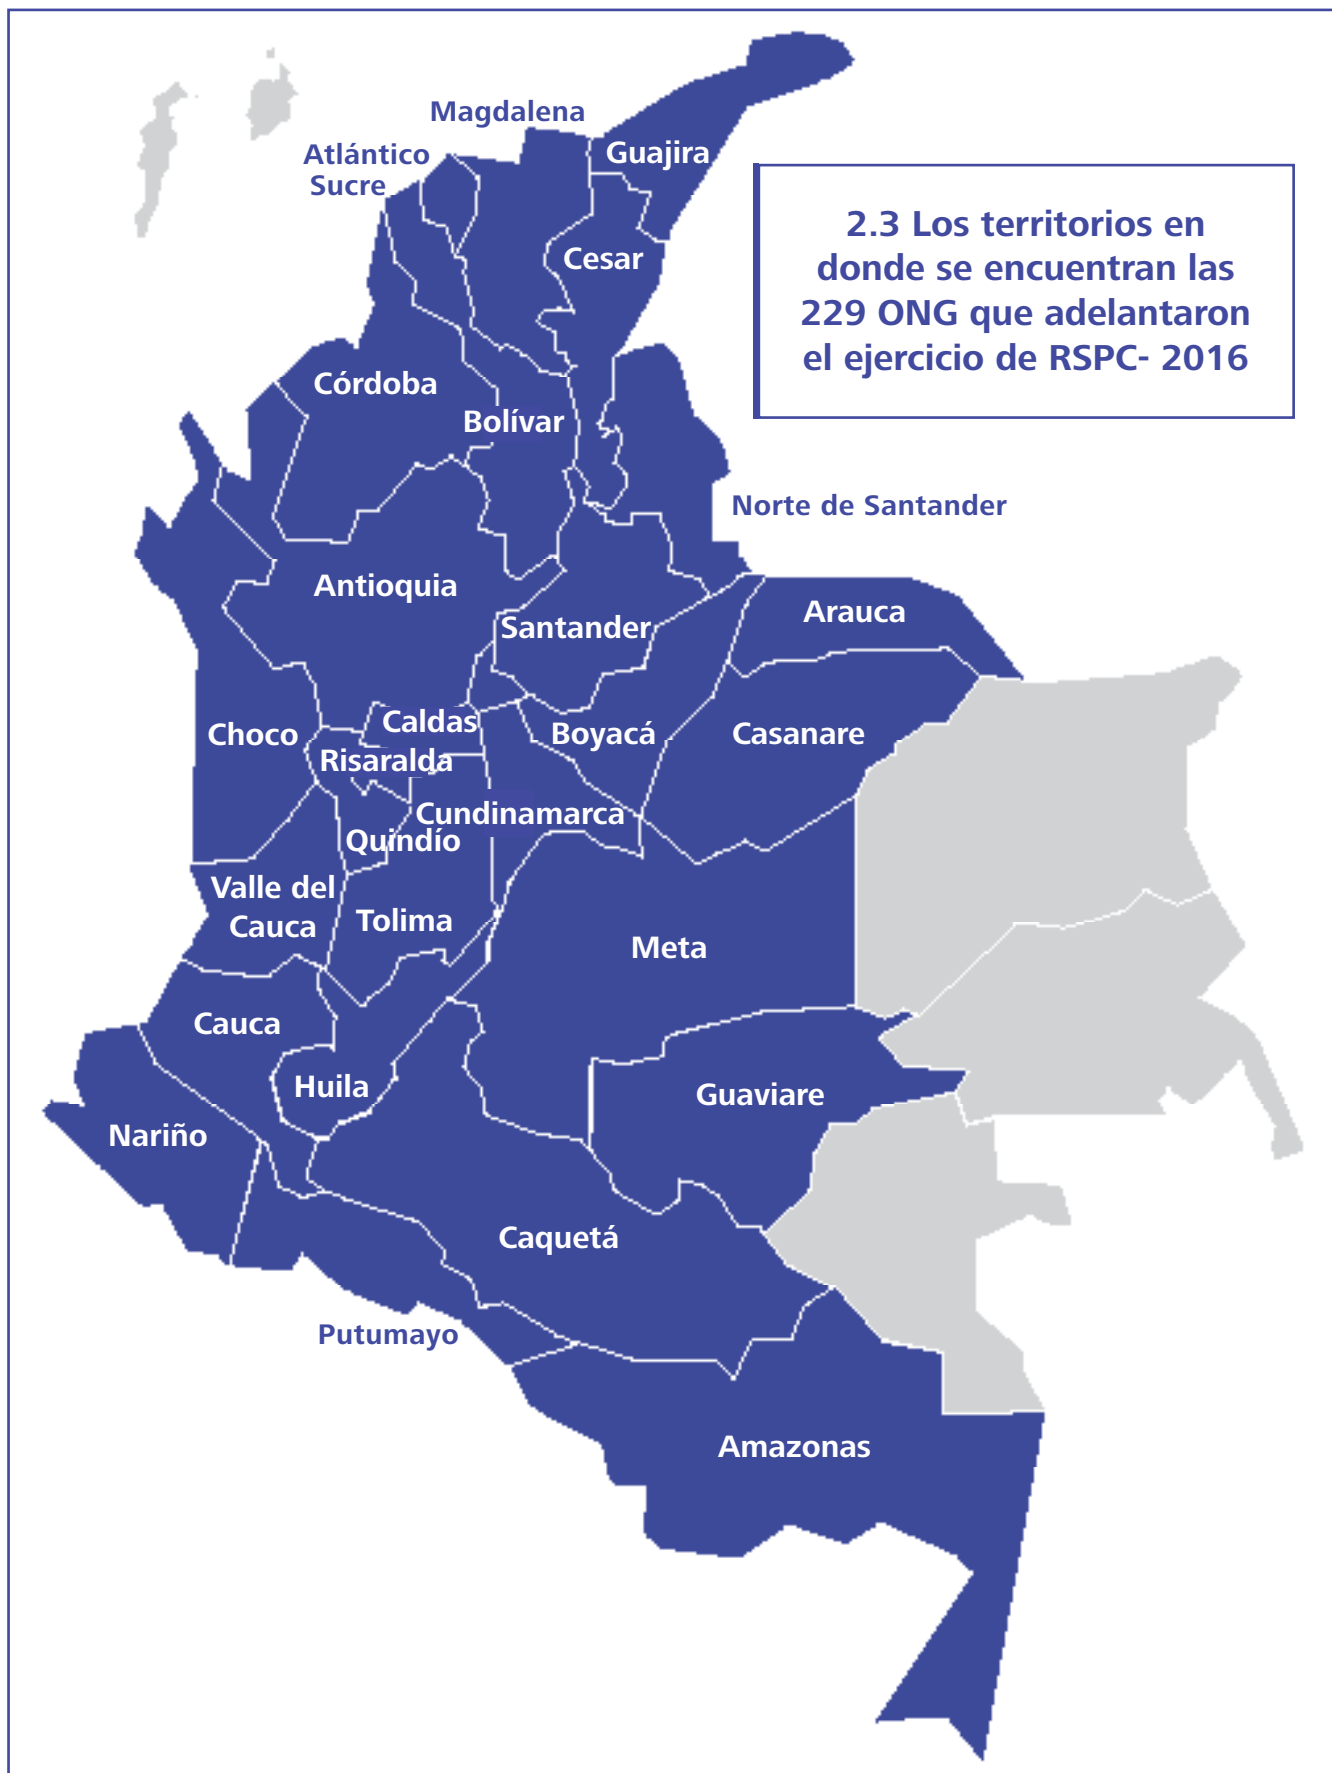 Magdalena
Atlántico
Sucre
Guajira
2.3 Los territorios en
donde se encuentran las
229 ONG que adelantaron
el ejercicio de RSPC- 2016
Cesar
Córdoba
Bolívar
Norte de Santander
Antioquia
Santander
Arauca
Choco
Caldas
Boyacá
Casanare
Risaralda
Cundinamarca
Quindío
Valle del
Cauca
Tolima
Meta
Cauca
Huila
Guaviare
Nariño
Caquetá
Putumayo
Amazonas